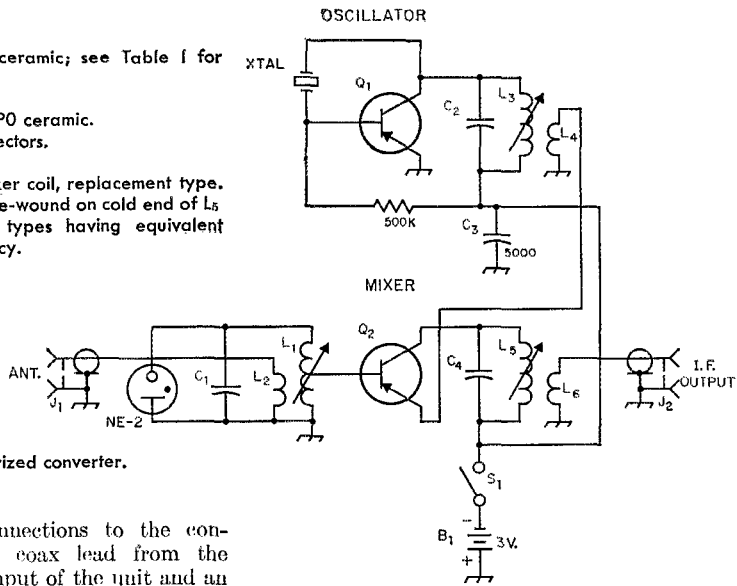 OSCILLATOR
ceramic; see Table I for
XTAL
Q1
C2
L3
L4
P0 ceramic.
ectors.
er coil, replacement type.
e-wound on cold end of L5
types having equivalent
cy.
500K
C3
5000
MIXER
ANT.
J1
NE-2
C1
L2
L1
Q2
C4
L5
L6
I.F.
OUTPUT
J2
rized converter.
S1
B1
3V.
-
+
nnections to the con-
coax lead from the
nput of the unit and an